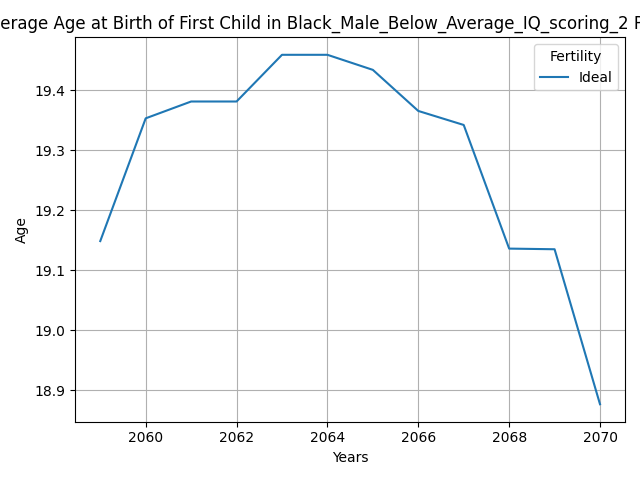 erage Age at Birth of First Child in Black_Male_Below_Average_IQ_scoring_2
Fertility
Ideal
19.4
19.3
19.2
19.1
19.0
18.9
Age
2060 2062 2064 2066 2068 2070
Years